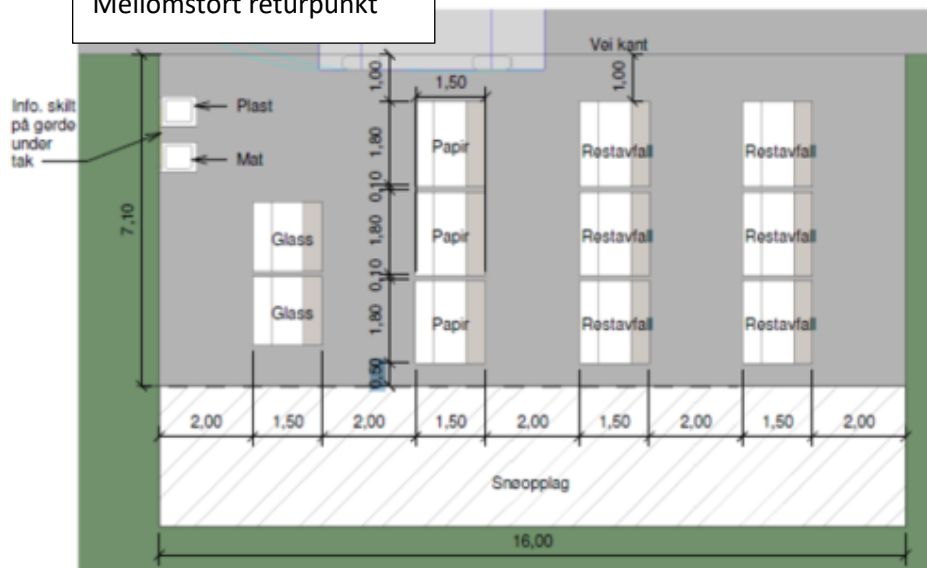 Mellomstort returpunkt
Vei kant
1,00
1,00
1,50
Info. skilt
på gerde
under
tak
Plast
Mat
7,10
1,80
0,10
1,80
0,10
1,80
0,50
Papir
Restavfall
Restavfall
Glass
Papir
Restavfall
Restavfall
Glass
Papir
Restavfall
Restavfall
2,00
1,50
2,00
1,50
2,00
1,50
2,00
1,50
2,00
Snøopplag
16,00